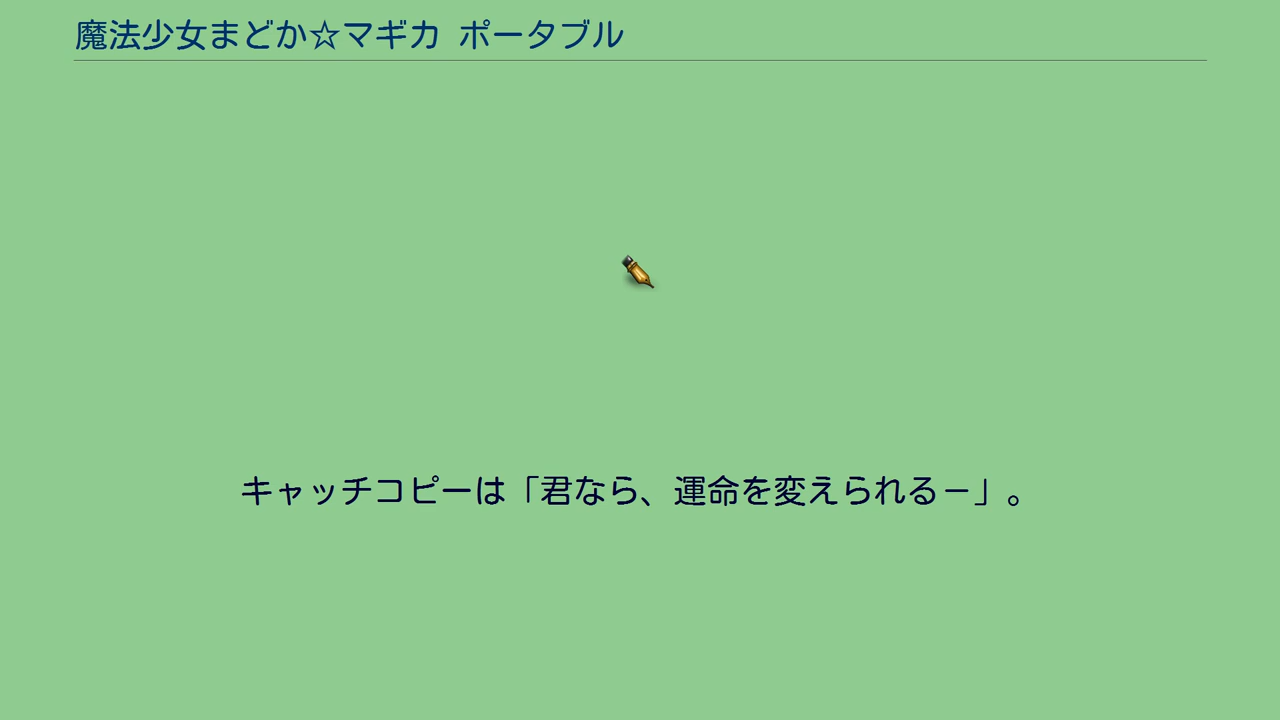 魔法少女まどか☆マギカ ポータブル
キャッチコピーは「君なら、運命を変えられる－」。